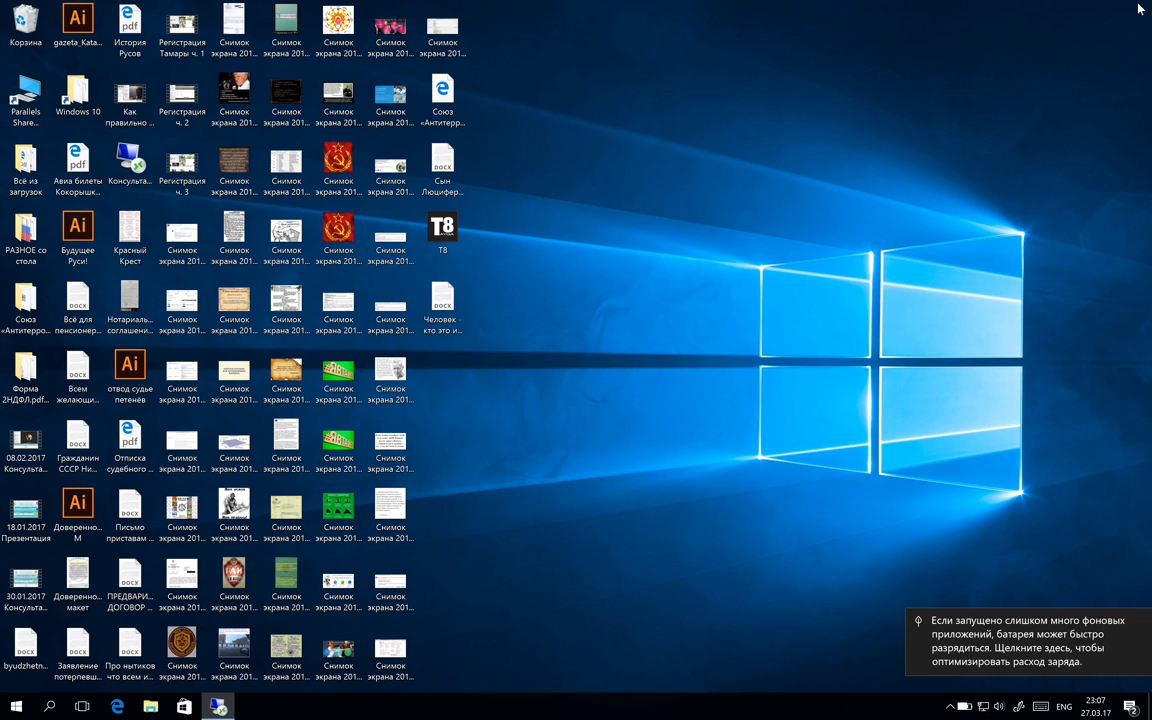 Корзина
gazeta_Kata...
История
Русов
Регистрация
Тамары ч. 1
Снимок
экрана 201...
Снимок
экрана 201...
Снимок
экрана 201...
Снимок
экрана 201...
Снимок
экрана 201...
Parallels
Share...
Windows 10
Как
правильно ...
Регистрация
ч. 2
Снимок
экрана 201...
Снимок
экрана 201...
Снимок
экрана 201...
Снимок
экрана 201...
Союз
«Антитерр...
Всё из
загрузок
Авиа билеты
Кокорышк...
Консульта...
Регистрация
ч. 3
Снимок
экрана 201...
Снимок
экрана 201...
Снимок
экрана 201...
Снимок
экрана 201...
Сын
Люцифер...
РАЗНОЕ со
стола
Будущее
Руси!
Красный
Крест
Снимок
экрана 201...
Снимок
экрана 201...
Снимок
экрана 201...
Снимок
экрана 201...
Снимок
экрана 201...
T8
T8
Союз
«Антитерро...
Всё для
пенсионер...
Нотариаль...
соглашени...
Снимок
экрана 201...
Снимок
экрана 201...
Снимок
экрана 201...
Снимок
экрана 201...
Снимок
экрана 201...
Человек -
кто это и...
Форма
2НДФЛ.pdf...
Всем
желающи...
отвод судье
петенёв
Снимок
экрана 201...
Снимок
экрана 201...
Снимок
экрана 201...
Снимок
экрана 201...
Снимок
экрана 201...
08.02.2017
Консульта...
Гражданин
СССР Ни...
Отписка
судебного ...
Снимок
экрана 201...
Снимок
экрана 201...
Снимок
экрана 201...
Снимок
экрана 201...
Снимок
экрана 201...
18.01.2017
Презентация
Доверенно...
М
Письмо
приставам ...
Снимок
экрана 201...
Снимок
экрана 201...
Снимок
экрана 201...
Снимок
экрана 201...
Снимок
экрана 201...
30.01.2017
Консульта...
Доверенно...
макет
ПРЕДВАРИ...
ДОГОВОР ...
Снимок
экрана 201...
Снимок
экрана 201...
Снимок
экрана 201...
Снимок
экрана 201...
Снимок
экрана 201...
byudzhetn...
Заявление
потерпевш...
Про нытиков
что всем и...
Снимок
экрана 201...
Снимок
экрана 201...
Снимок
экрана 201...
Снимок
экрана 201...
Снимок
экрана 201...
Если запущено слишком много фоновых
приложений, батарея может быстро
разрядиться. Щелкните здесь, чтобы
оптимизировать расход заряда.
ENG
23:07
27.03.17
2